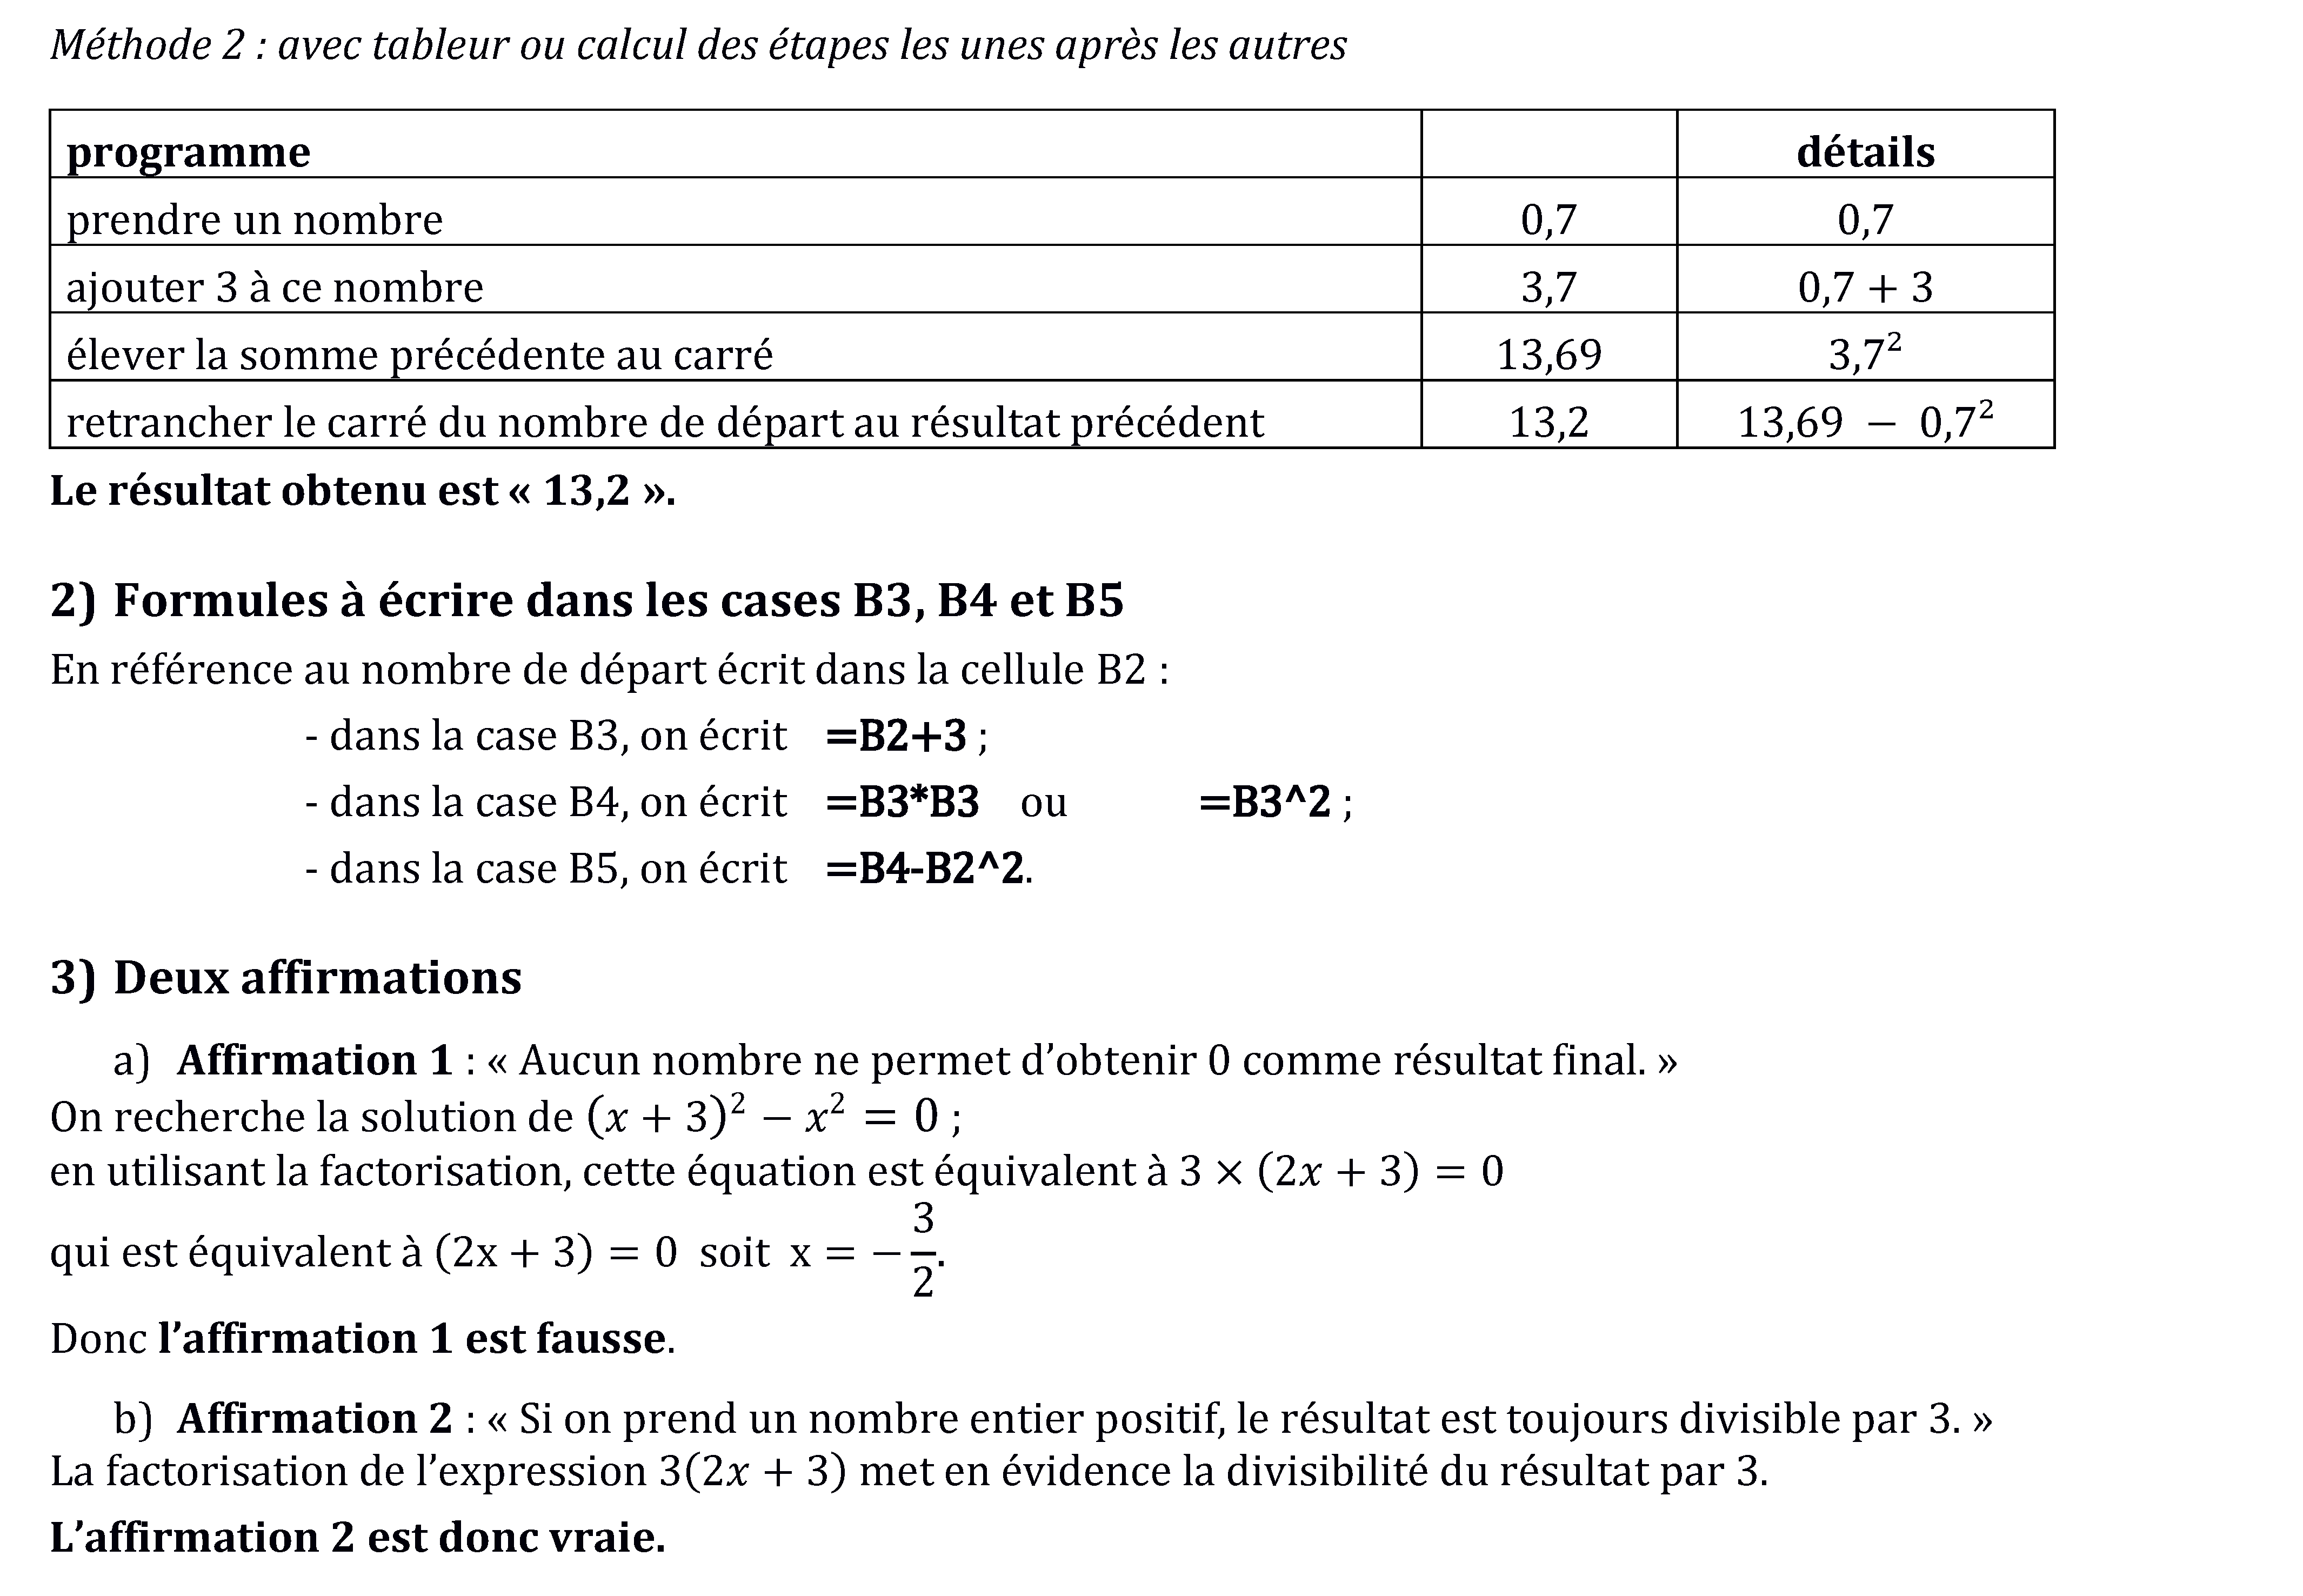 Méthode 2 : avec tableur ou calcul des étapes les unes après les autres
programme détails
prendre un nombre 0,7 0,7
ajouter 3 à ce nombre 3,7 0,7 + 3
élever la somme précédente au carré 13,69 3,7²
retrancher le carré du nombre de départ au résultat précédent 13,2 13,69 − 0,7²
Le résultat obtenu est « 13,2 ».
2) Formules à écrire dans les cases B3, B4 et B5
En référence au nombre de départ écrit dans la cellule B2 :
- dans la case B3, on écrit =B2+3 ;
- dans la case B4, on écrit =B3*B3 ou =B3^2 ;
- dans la case B5, on écrit =B4-B2^2.
3) Deux affirmations
a) Affirmation 1 : « Aucun nombre ne permet d’obtenir 0 comme résultat final. »
On recherche la solution de (x + 3)² − x² = 0 ;
en utilisant la factorisation, cette équation est équivalent à 3 × (2x + 3) = 0
qui est équivalent à (2x + 3) = 0 soit x = −3/2.
Donc l’affirmation 1 est fausse.
b) Affirmation 2 : « Si on prend un nombre entier positif, le résultat est toujours divisible par 3. »
La factorisation de l’expression 3(2x + 3) met en évidence la divisibilité du résultat par 3.
L’affirmation 2 est donc vraie.